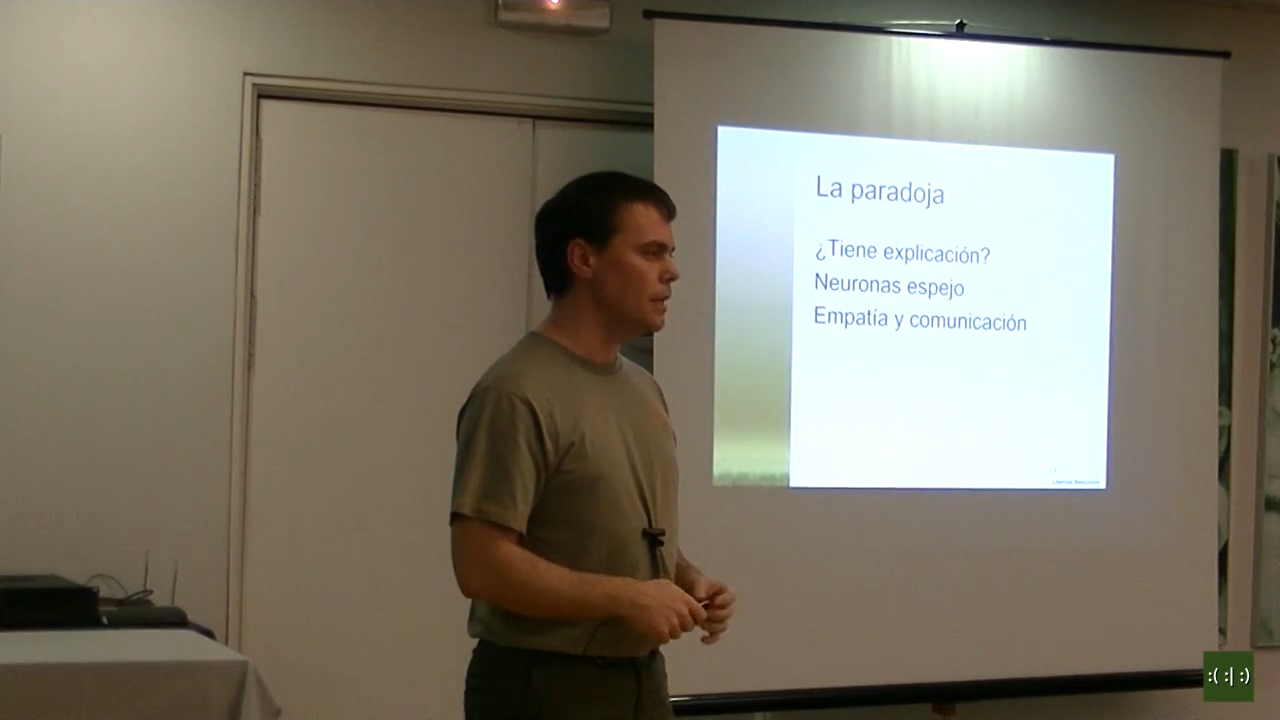 La paradoja
¿Tiene explicación?
Neuronas espejo
Empatía y comunicación
:( :| :)